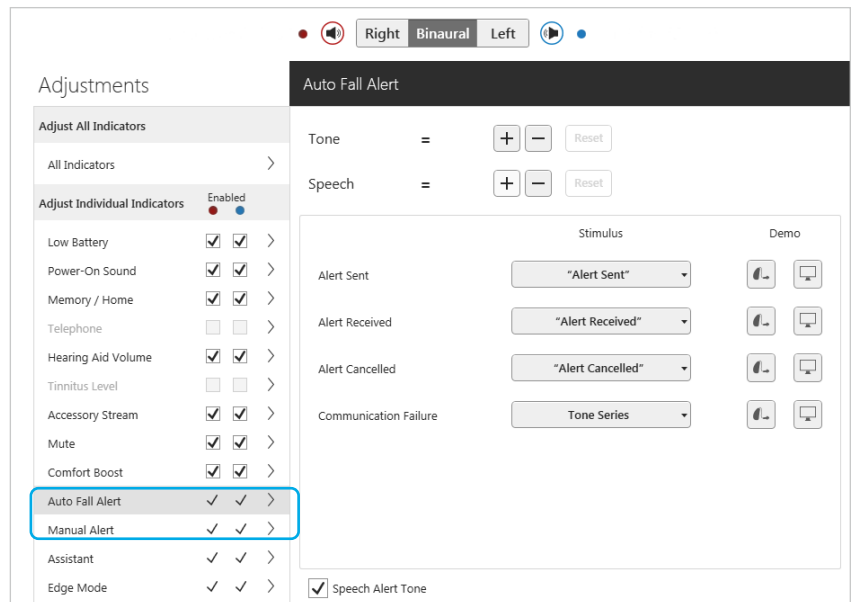 Right Binaural Left
Adjustments
Adjust All Indicators
All Indicators
Adjust Individual Indicators Enabled
Low Battery
Power-On Sound
Memory / Home
Telephone
Hearing Aid Volume
Tinnitus Level
Accessory Stream
Mute
Comfort Boost
Auto Fall Alert
Manual Alert
Assistant
Edge Mode
Auto Fall Alert
Tone = + − Reset
Speech = + − Reset
Stimulus Demo
Alert Sent “Alert Sent”
Alert Received “Alert Received”
Alert Cancelled “Alert Cancelled”
Communication Failure Tone Series
Speech Alert Tone